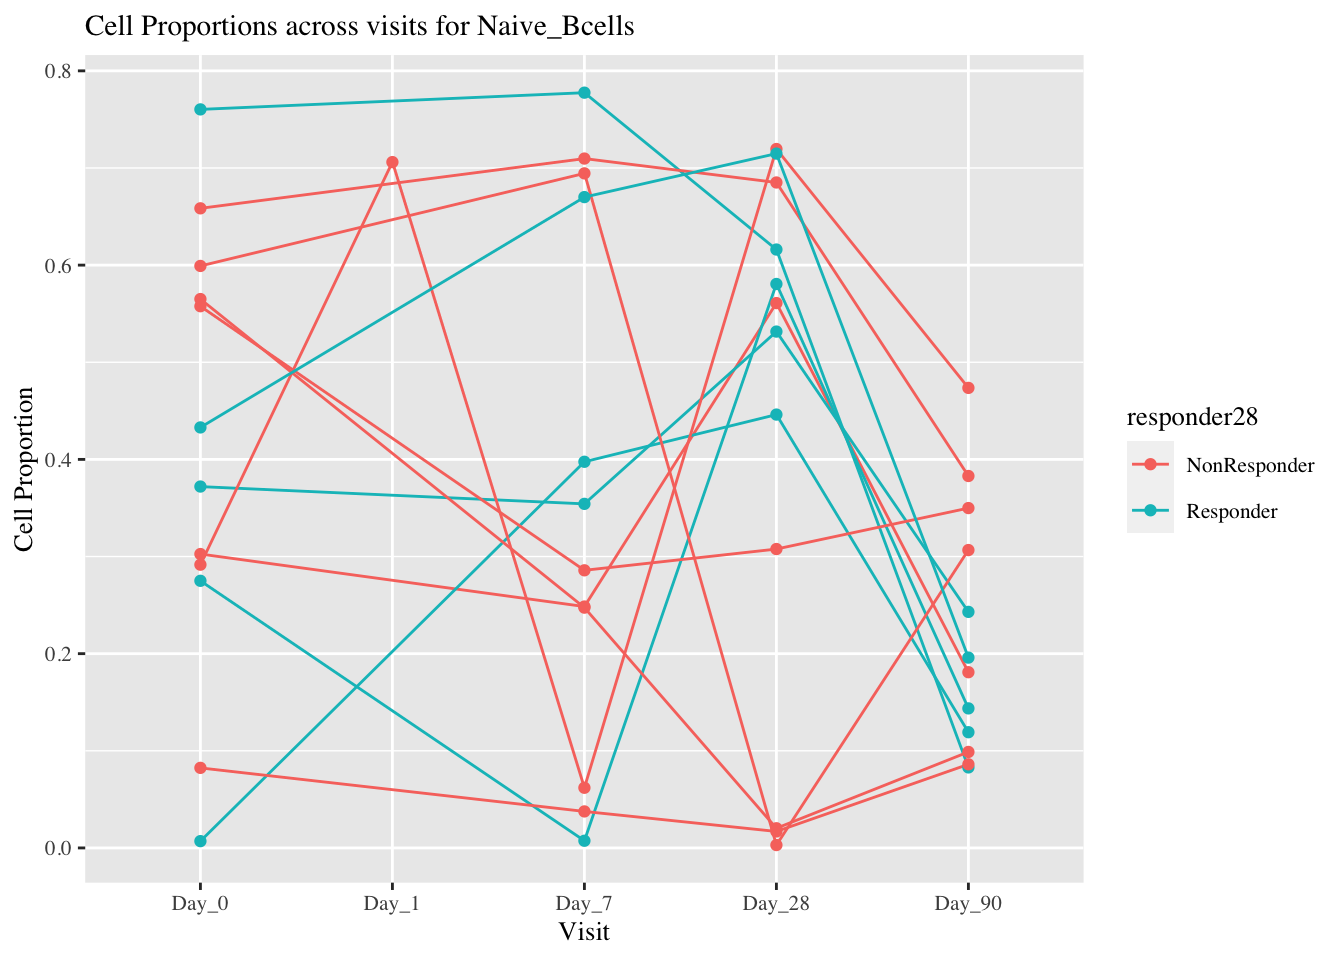 Cell Proportions across visits for Naive_Bcells
0.8
0.6
0.4
0.2
0.0
Cell Proportion
Day_0
Day_1
Day_7
Day_28
Day_90
Visit
responder28
NonResponder
Responder